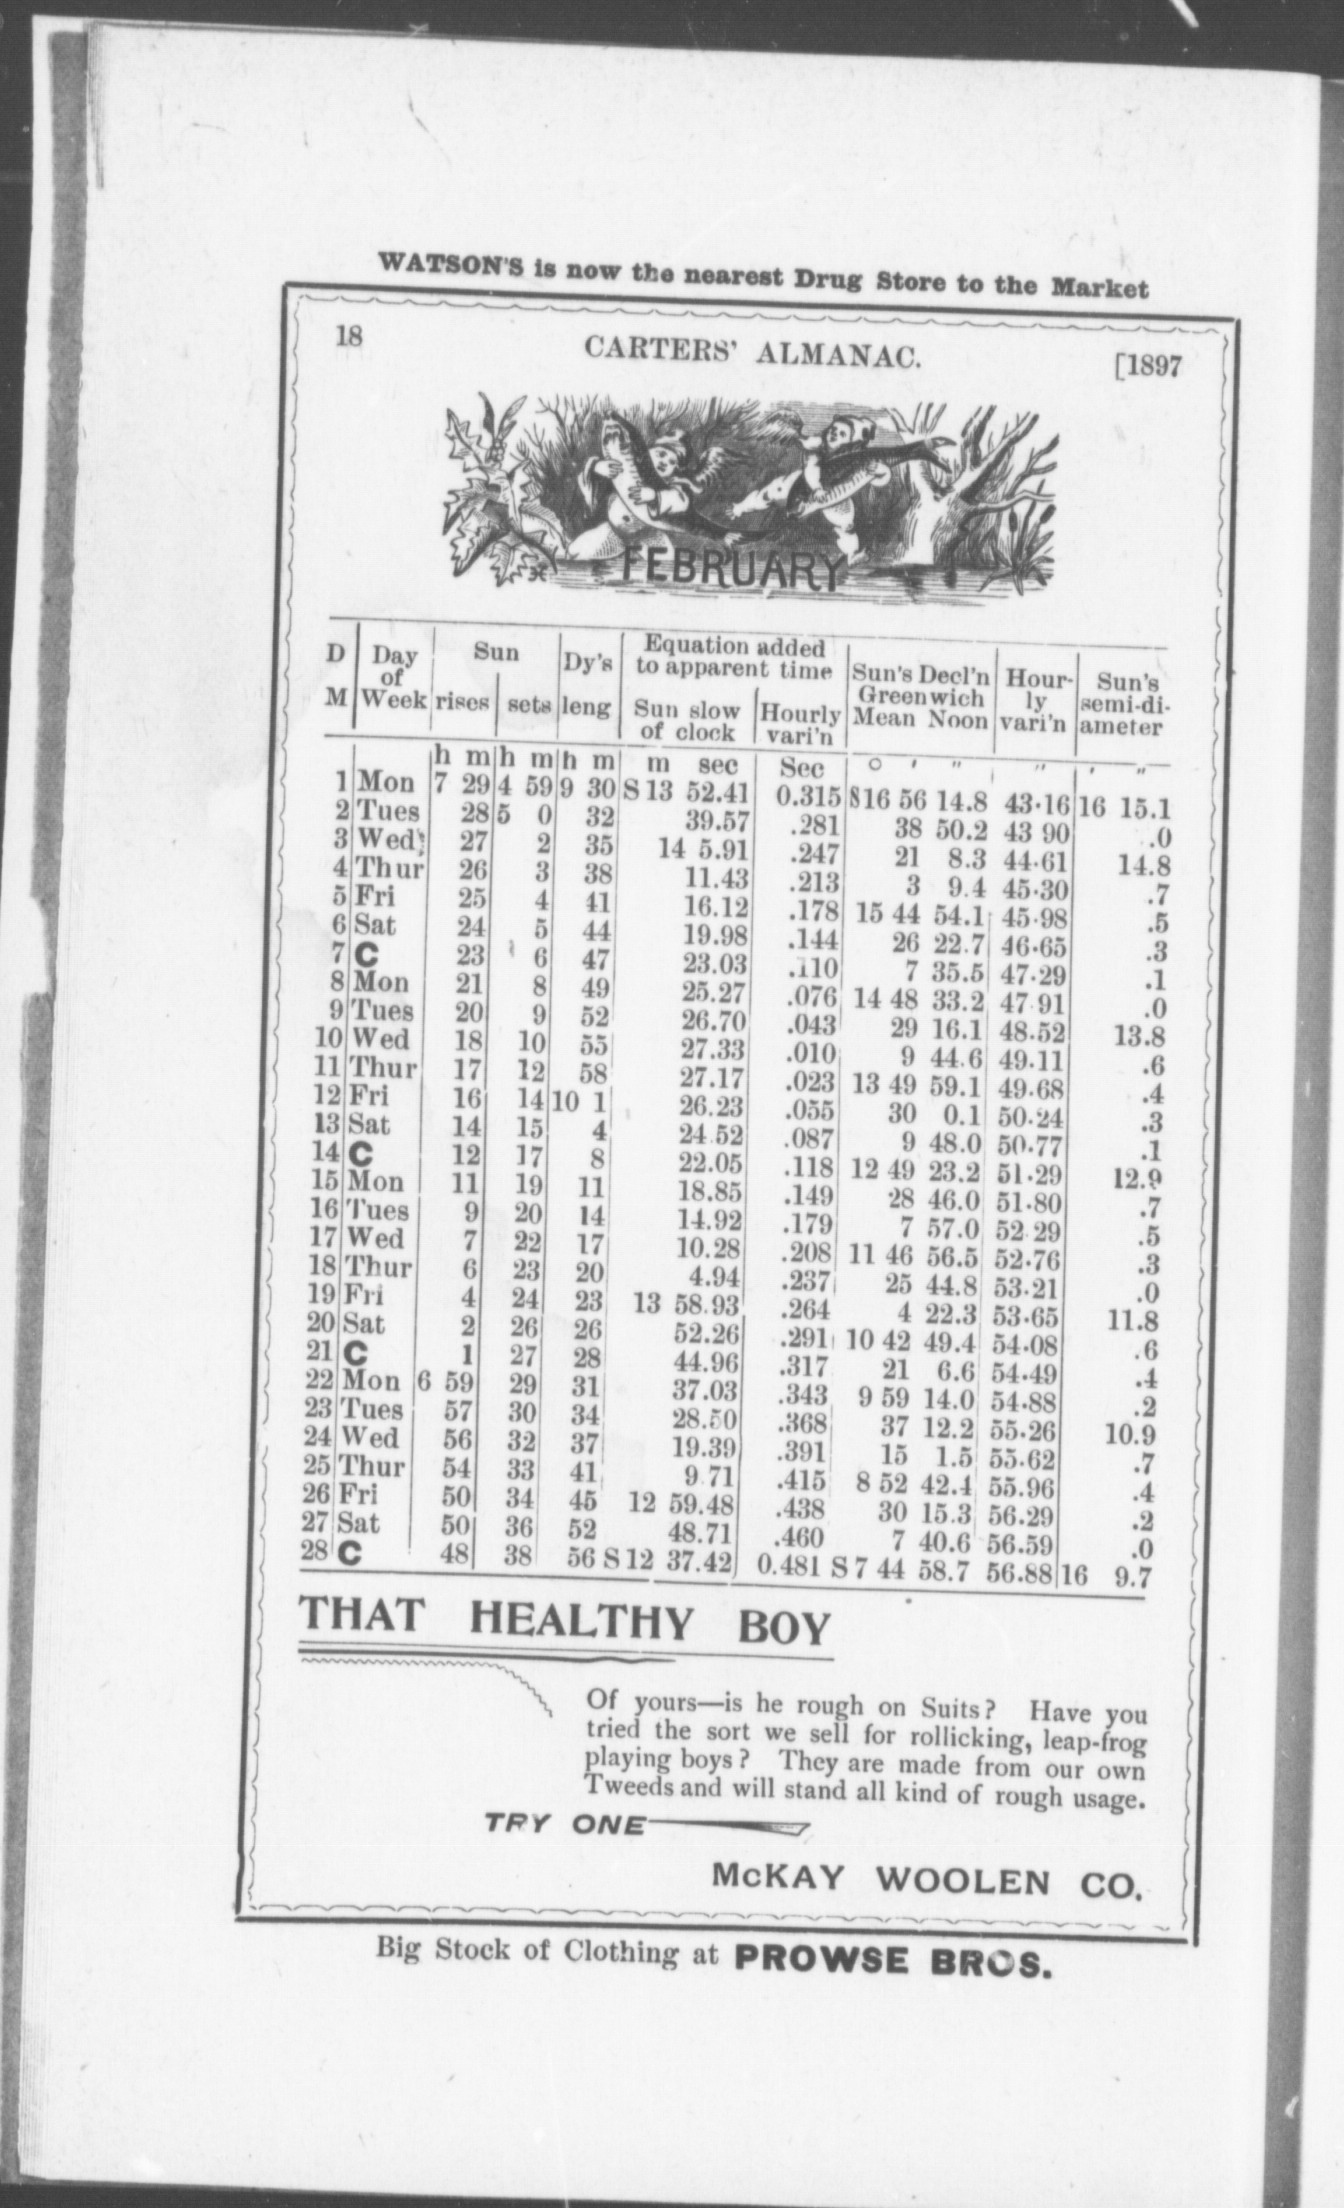 WATSON'S is now the nearest Drug Store to the Market
18 CARTERS' ALMANAC. [1897
FEBRUARY
D M | Day of Week | Sun rises | sets | Dy's leng | Equation added to apparent time Sun slow of clock | Hourly vari'n | Sun's Decl'n Greenwich Mean Noon | Hour-ly vari'n | Sun's semi-di-ameter
h m h m h m m sec Sec ° ' " " ' "
1 Mon 7 29 4 59 9 30 S 13 52.41 0.315 S16 56 14.8 43·16 16 15.1
2 Tues 28 5 0 32 39.57 .281 38 50.2 43 90 .0
3 Wed 27 2 35 14 5.91 .247 21 8.3 44·61 14.8
4 Thur 26 3 38 11.43 .213 3 9.4 45·30 .7
5 Fri 25 4 41 16.12 .178 15 44 54.1 45·98 .5
6 Sat 24 5 44 19.98 .144 26 22.7 46·65 .3
7 C 23 6 47 23.03 .110 7 35.5 47·29 .1
8 Mon 21 8 49 25.27 .076 14 48 33.2 47 91 .0
9 Tues 20 9 52 26.70 .043 29 16.1 48·52 13.8
10 Wed 18 10 55 27.33 .010 9 44.6 49.11 .6
11 Thur 17 12 58 27.17 .023 13 49 59.1 49·68 .4
12 Fri 16 14 10 1 26.23 .055 30 0.1 50·24 .3
13 Sat 14 15 4 24.52 .087 9 48.0 50·77 .1
14 C 12 17 8 22.05 .118 12 49 23.2 51·29 12.9
15 Mon 11 19 11 18.85 .149 28 46.0 51·80 .7
16 Tues 9 20 14 14.92 .179 7 57.0 52·29 .5
17 Wed 7 22 17 10.28 .208 11 46 56.5 52·76 .3
18 Thur 6 23 20 4.94 .237 25 44.8 53·21 .0
19 Fri 4 24 23 13 58.93 .264 4 22.3 53·65 11.8
20 Sat 2 26 26 52.26 .291 10 42 49.4 54·08 .6
21 C 1 27 28 44.96 .317 21 6.6 54·49 .4
22 Mon 6 59 29 31 37.03 .343 9 59 14.0 54·88 .2
23 Tues 57 30 34 28.50 .368 37 12.2 55·26 10.9
24 Wed 56 32 37 19.39 .391 15 1.5 55·62 .7
25 Thur 54 33 41 9.71 .415 8 52 42.4 55.96 .4
26 Fri 50 34 45 12 59.48 .438 30 15.3 56·29 .2
27 Sat 50 36 52 48.71 .460 7 40.6 56.59 .0
28 C 48 38 56 S 12 37.42 0.481 S 7 44 58.7 56.88 16 9.7
THAT HEALTHY BOY
Of yours—is he rough on Suits? Have you
tried the sort we sell for rollicking, leap-frog
playing boys? They are made from our own
Tweeds and will stand all kind of rough usage.
TRY ONE
McKAY WOOLEN CO.
Big Stock of Clothing at PROWSE BROS.